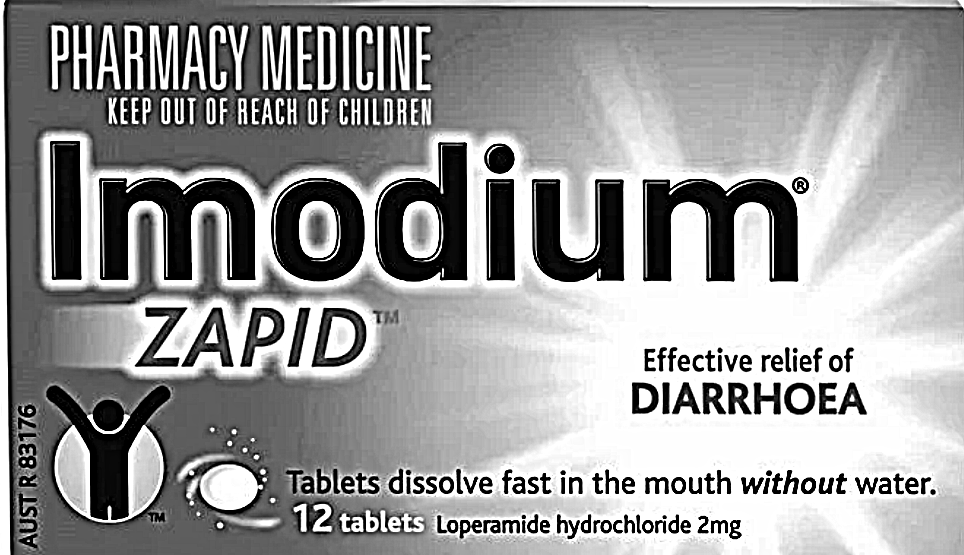 PHARMACY MEDICINE
KEEP OUT OF REACH OF CHILDREN
Imodium®
ZAPID™
Effective relief of
DIARRHOEA
AUST R 83176
TM
Tablets dissolve fast in the mouth without water.
12 tablets Loperamide hydrochloride 2mg